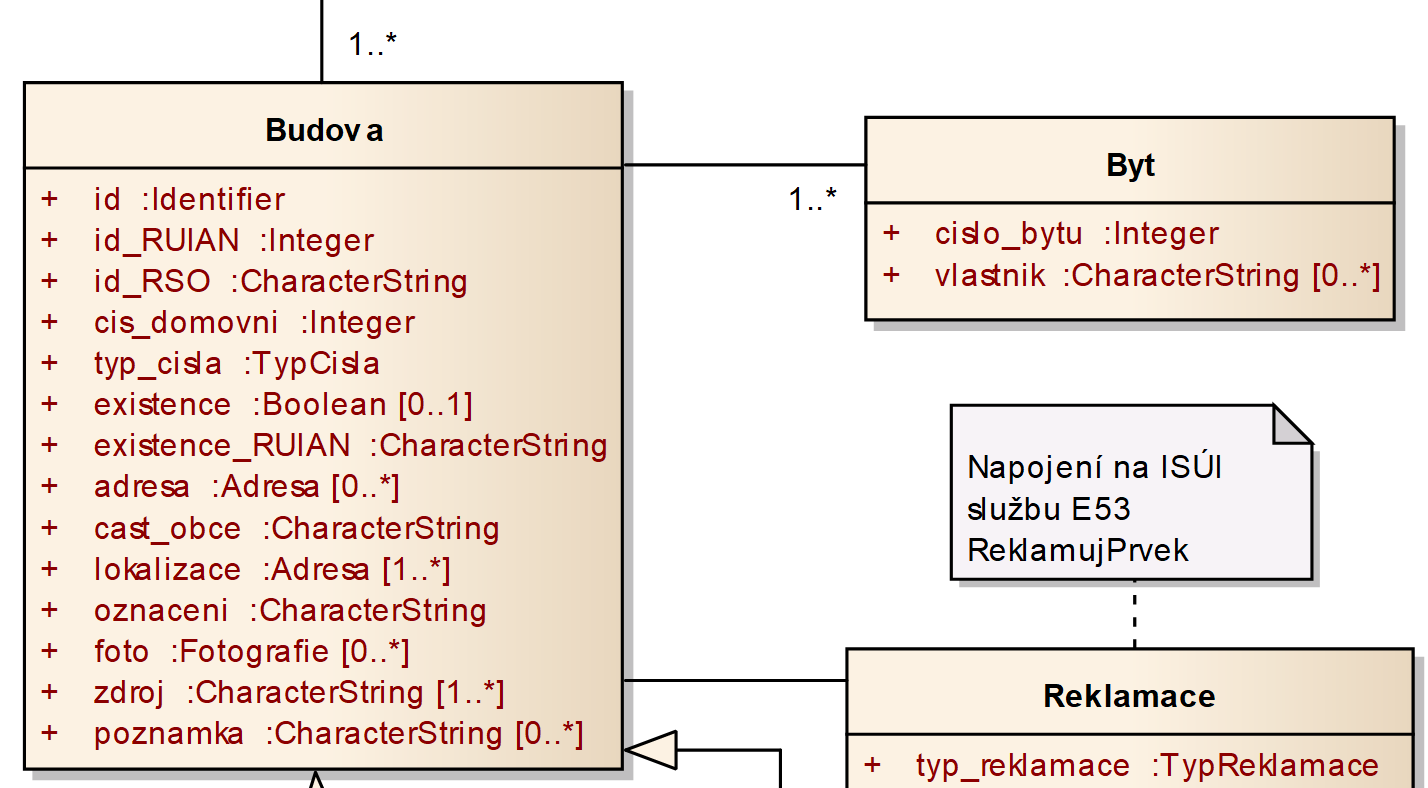 1..*
Budova
+ id :Identifier
+ id_RUIAN :Integer
+ id_RSO :CharacterString
+ cis_domovni :Integer
+ typ_cisla :TypCisla
+ existence :Boolean [0..1]
+ existence_RUIAN :CharacterString
+ adresa :Adresa [0..*]
+ cast_obce :CharacterString
+ lokalizace :Adresa [1..*]
+ oznaceni :CharacterString
+ foto :Fotografie [0..*]
+ zdroj :CharacterString [1..*]
+ poznamka :CharacterString [0..*]
1..*
Byt
+ cislo_bytu :Integer
+ vlastnik :CharacterString [0..*]
Napojení na ISÚI
službu E53
ReklamujPrvek
Reklamace
+ typ_reklamace :TypReklamace